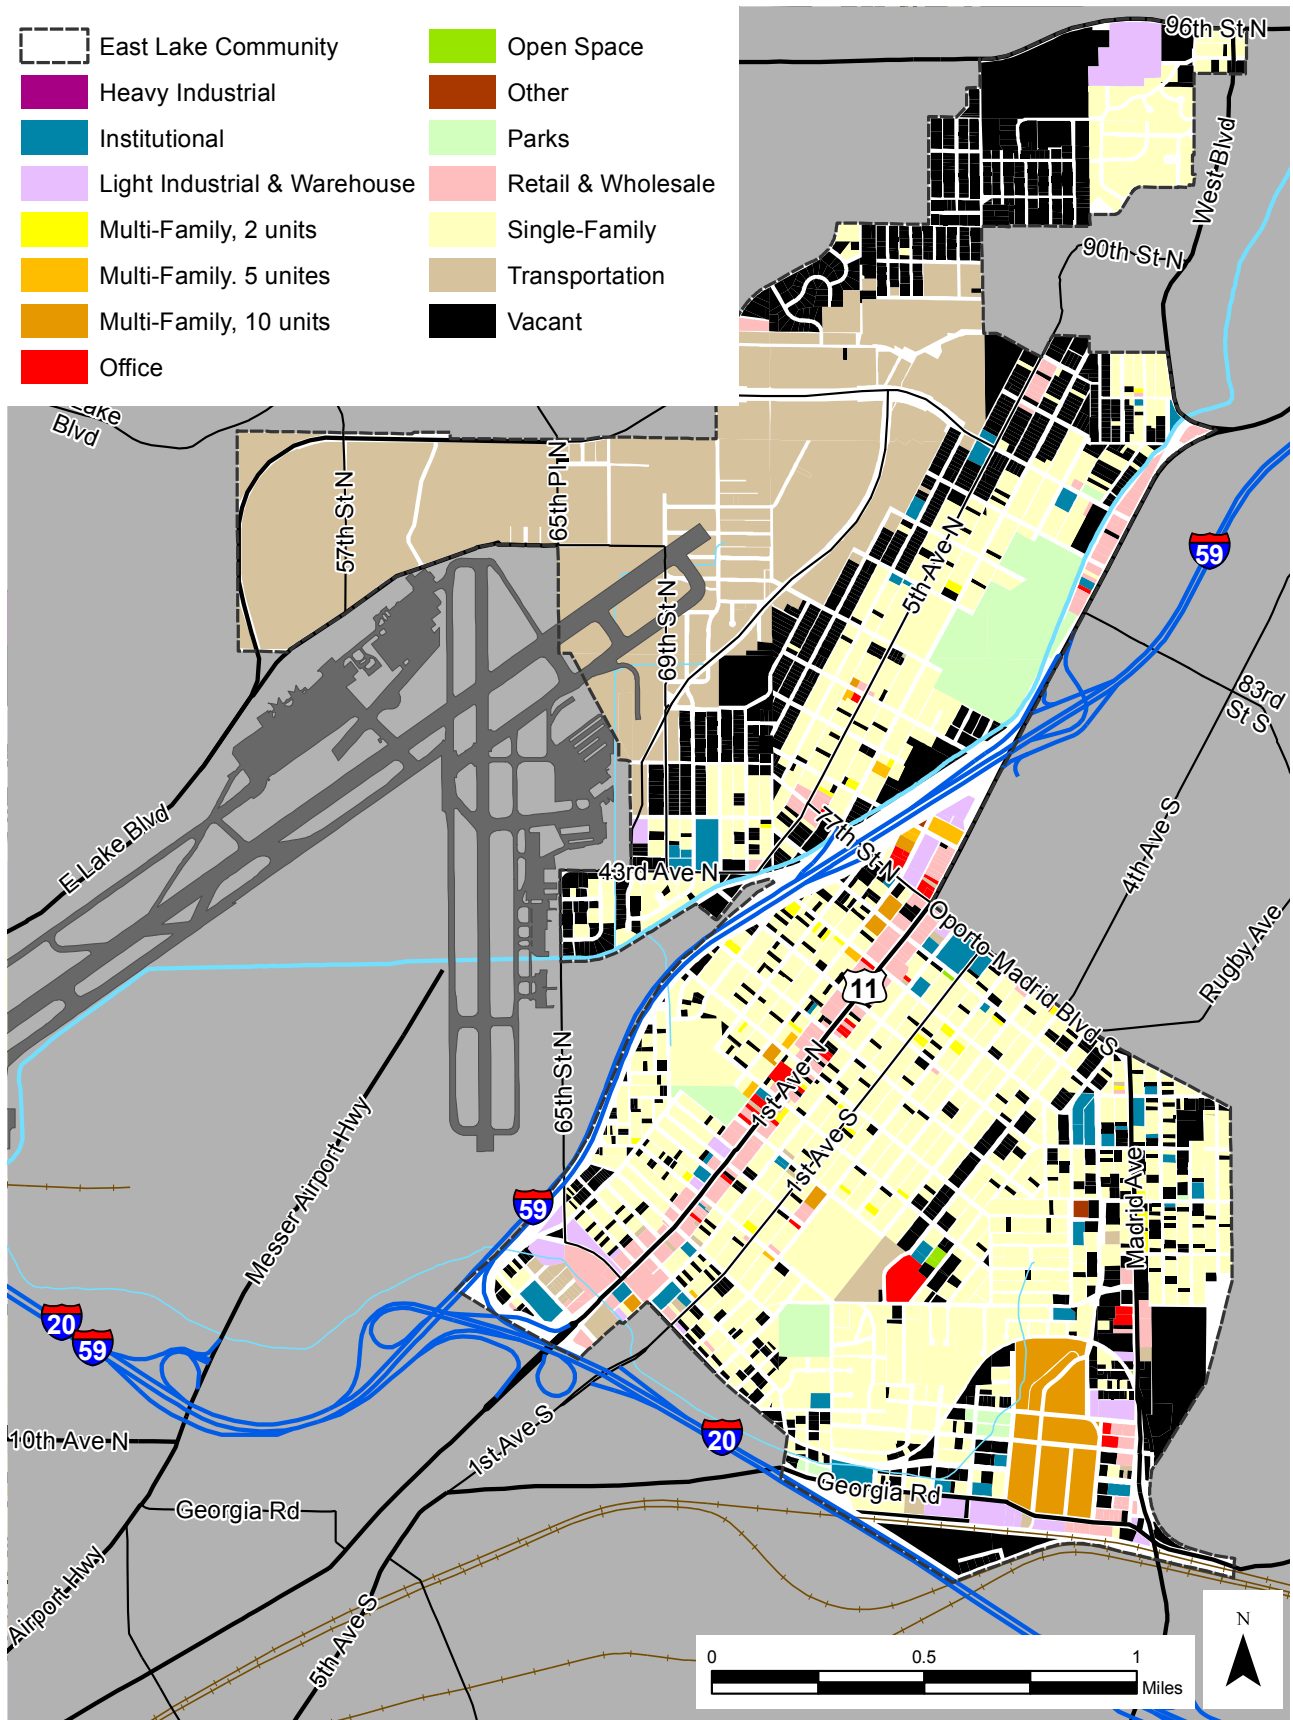 East Lake Community
Heavy Industrial
Institutional
Light Industrial & Warehouse
Multi-Family, 2 units
Multi-Family. 5 unites
Multi-Family, 10 units
Office
Open Space
Other
Parks
Retail & Wholesale
Single-Family
Transportation
Vacant
96th St N
West Blvd
90th St N
Lake
Blvd
57th St N
65th Pl N
69th St N
5th Ave N
59
83rd
St S
E Lake Blvd
77th St N
43rd Ave N
4th Ave S
Rugby Ave
Oporto-Madrid Blvd S
11
1st Ave N
1st Ave S
65th St N
Messer Airport Hwy
Madrid Ave
59
20
59
10th Ave N
1st Ave S
20
Georgia Rd
Georgia Rd
Airport Hwy
5th Ave S
N
0
0.5
1
Miles